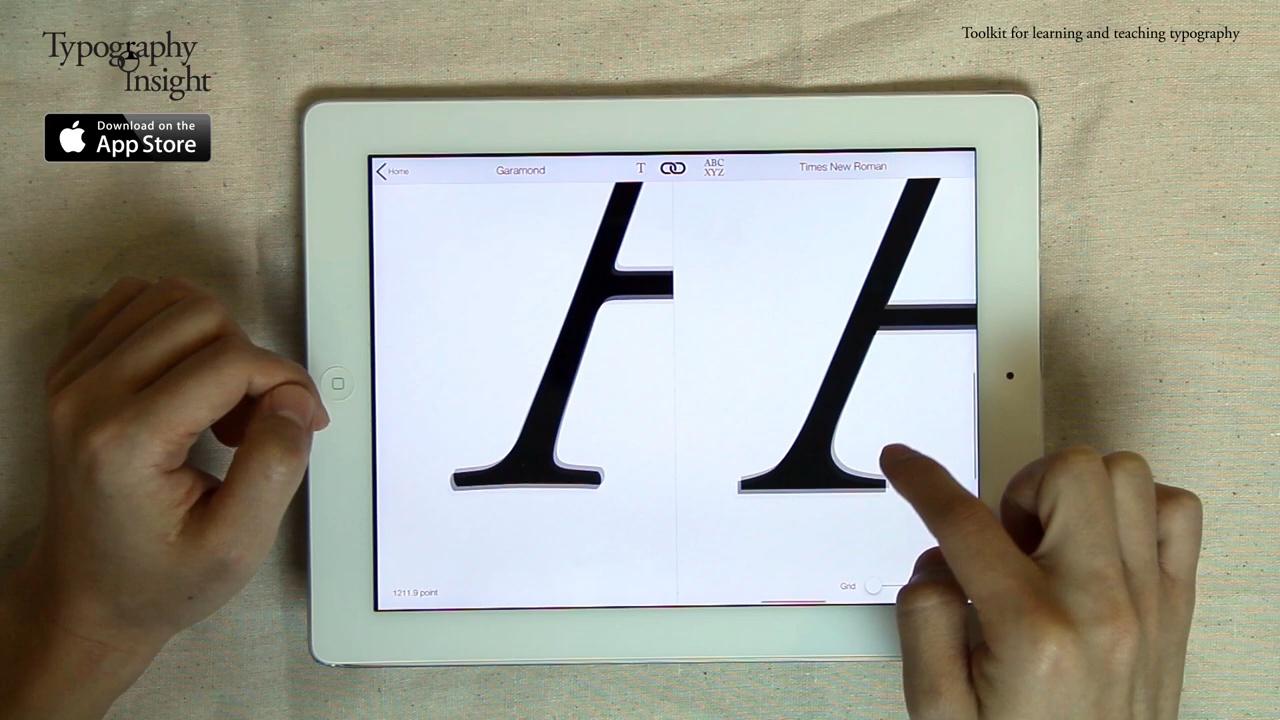 Typography
Insight
Toolkit for learning and teaching typography
Download on the
App Store
Home
Garamond
T
ABC
XYZ
Times New Roman
A
A
1211.9 point
Grid